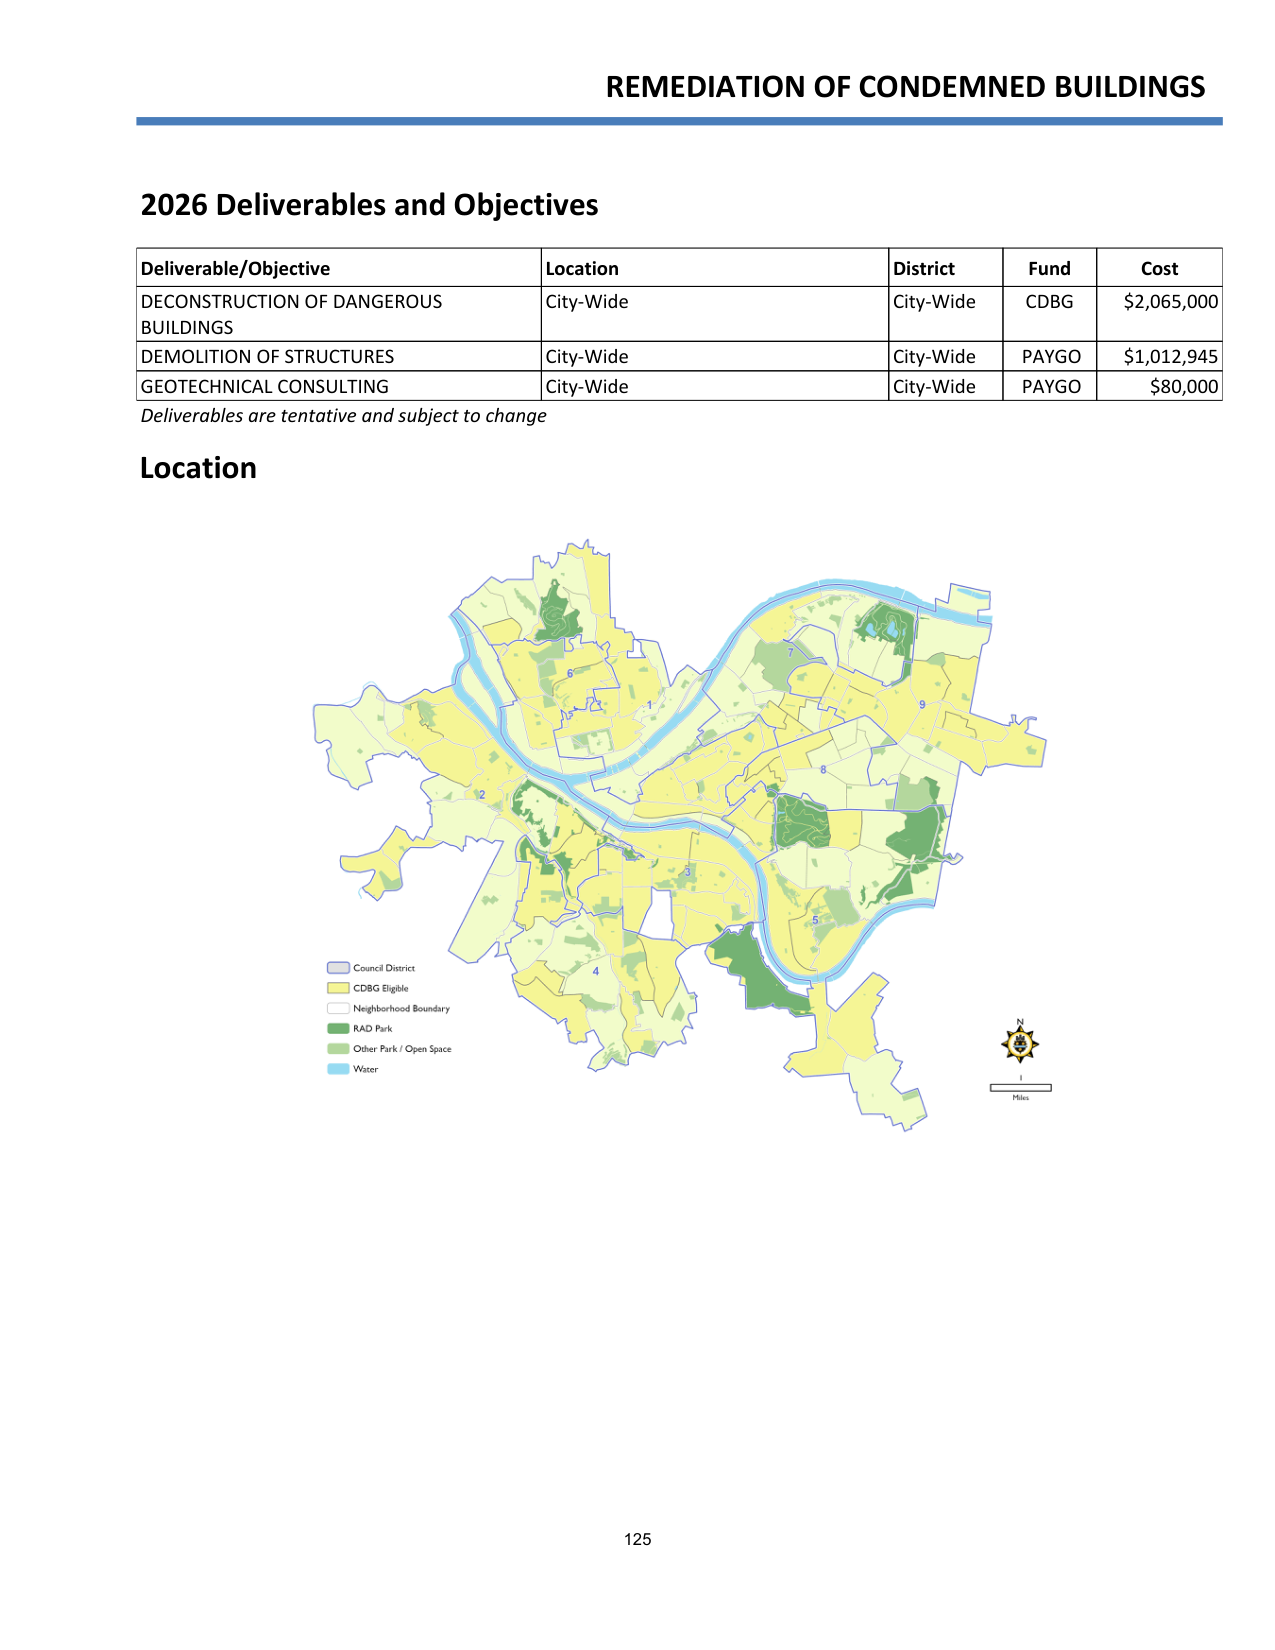 REMEDIATION OF CONDEMNED BUILDINGS
2026 Deliverables and Objectives
Deliverable/Objective Location District Fund Cost
DECONSTRUCTION OF DANGEROUS City-Wide City-Wide CDBG $2,065,000
BUILDINGS
DEMOLITION OF STRUCTURES City-Wide City-Wide PAYGO $1,012,945
GEOTECHNICAL CONSULTING City-Wide City-Wide PAYGO $80,000
Deliverables are tentative and subject to change
Location
7
6
1
9
8
2
3
5
4
Council District
CDBG Eligible
Neighborhood Boundary
RAD Park
Other Park / Open Space
Water
N
1
Miles
125